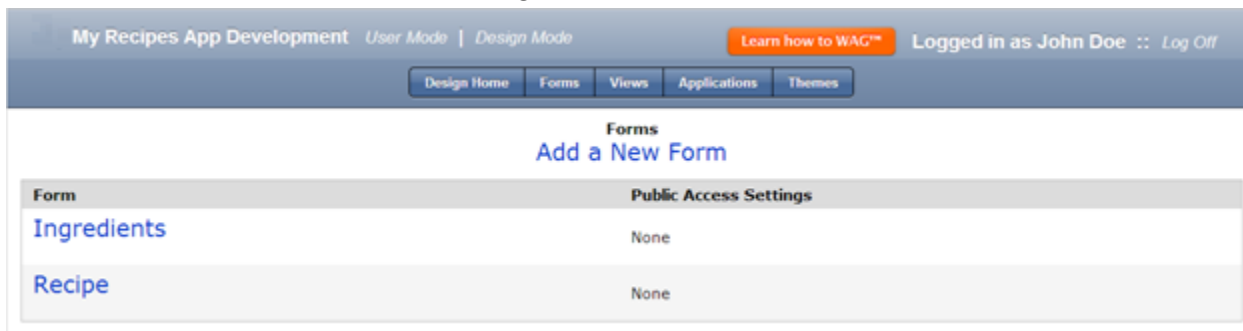 My Recipes App Development User Mode | Design Mode Learn how to WAG™ Logged in as John Doe :: Log Off
Design Home Forms Views Applications Themes
Forms
Add a New Form
Form Public Access Settings
Ingredients None
Recipe None